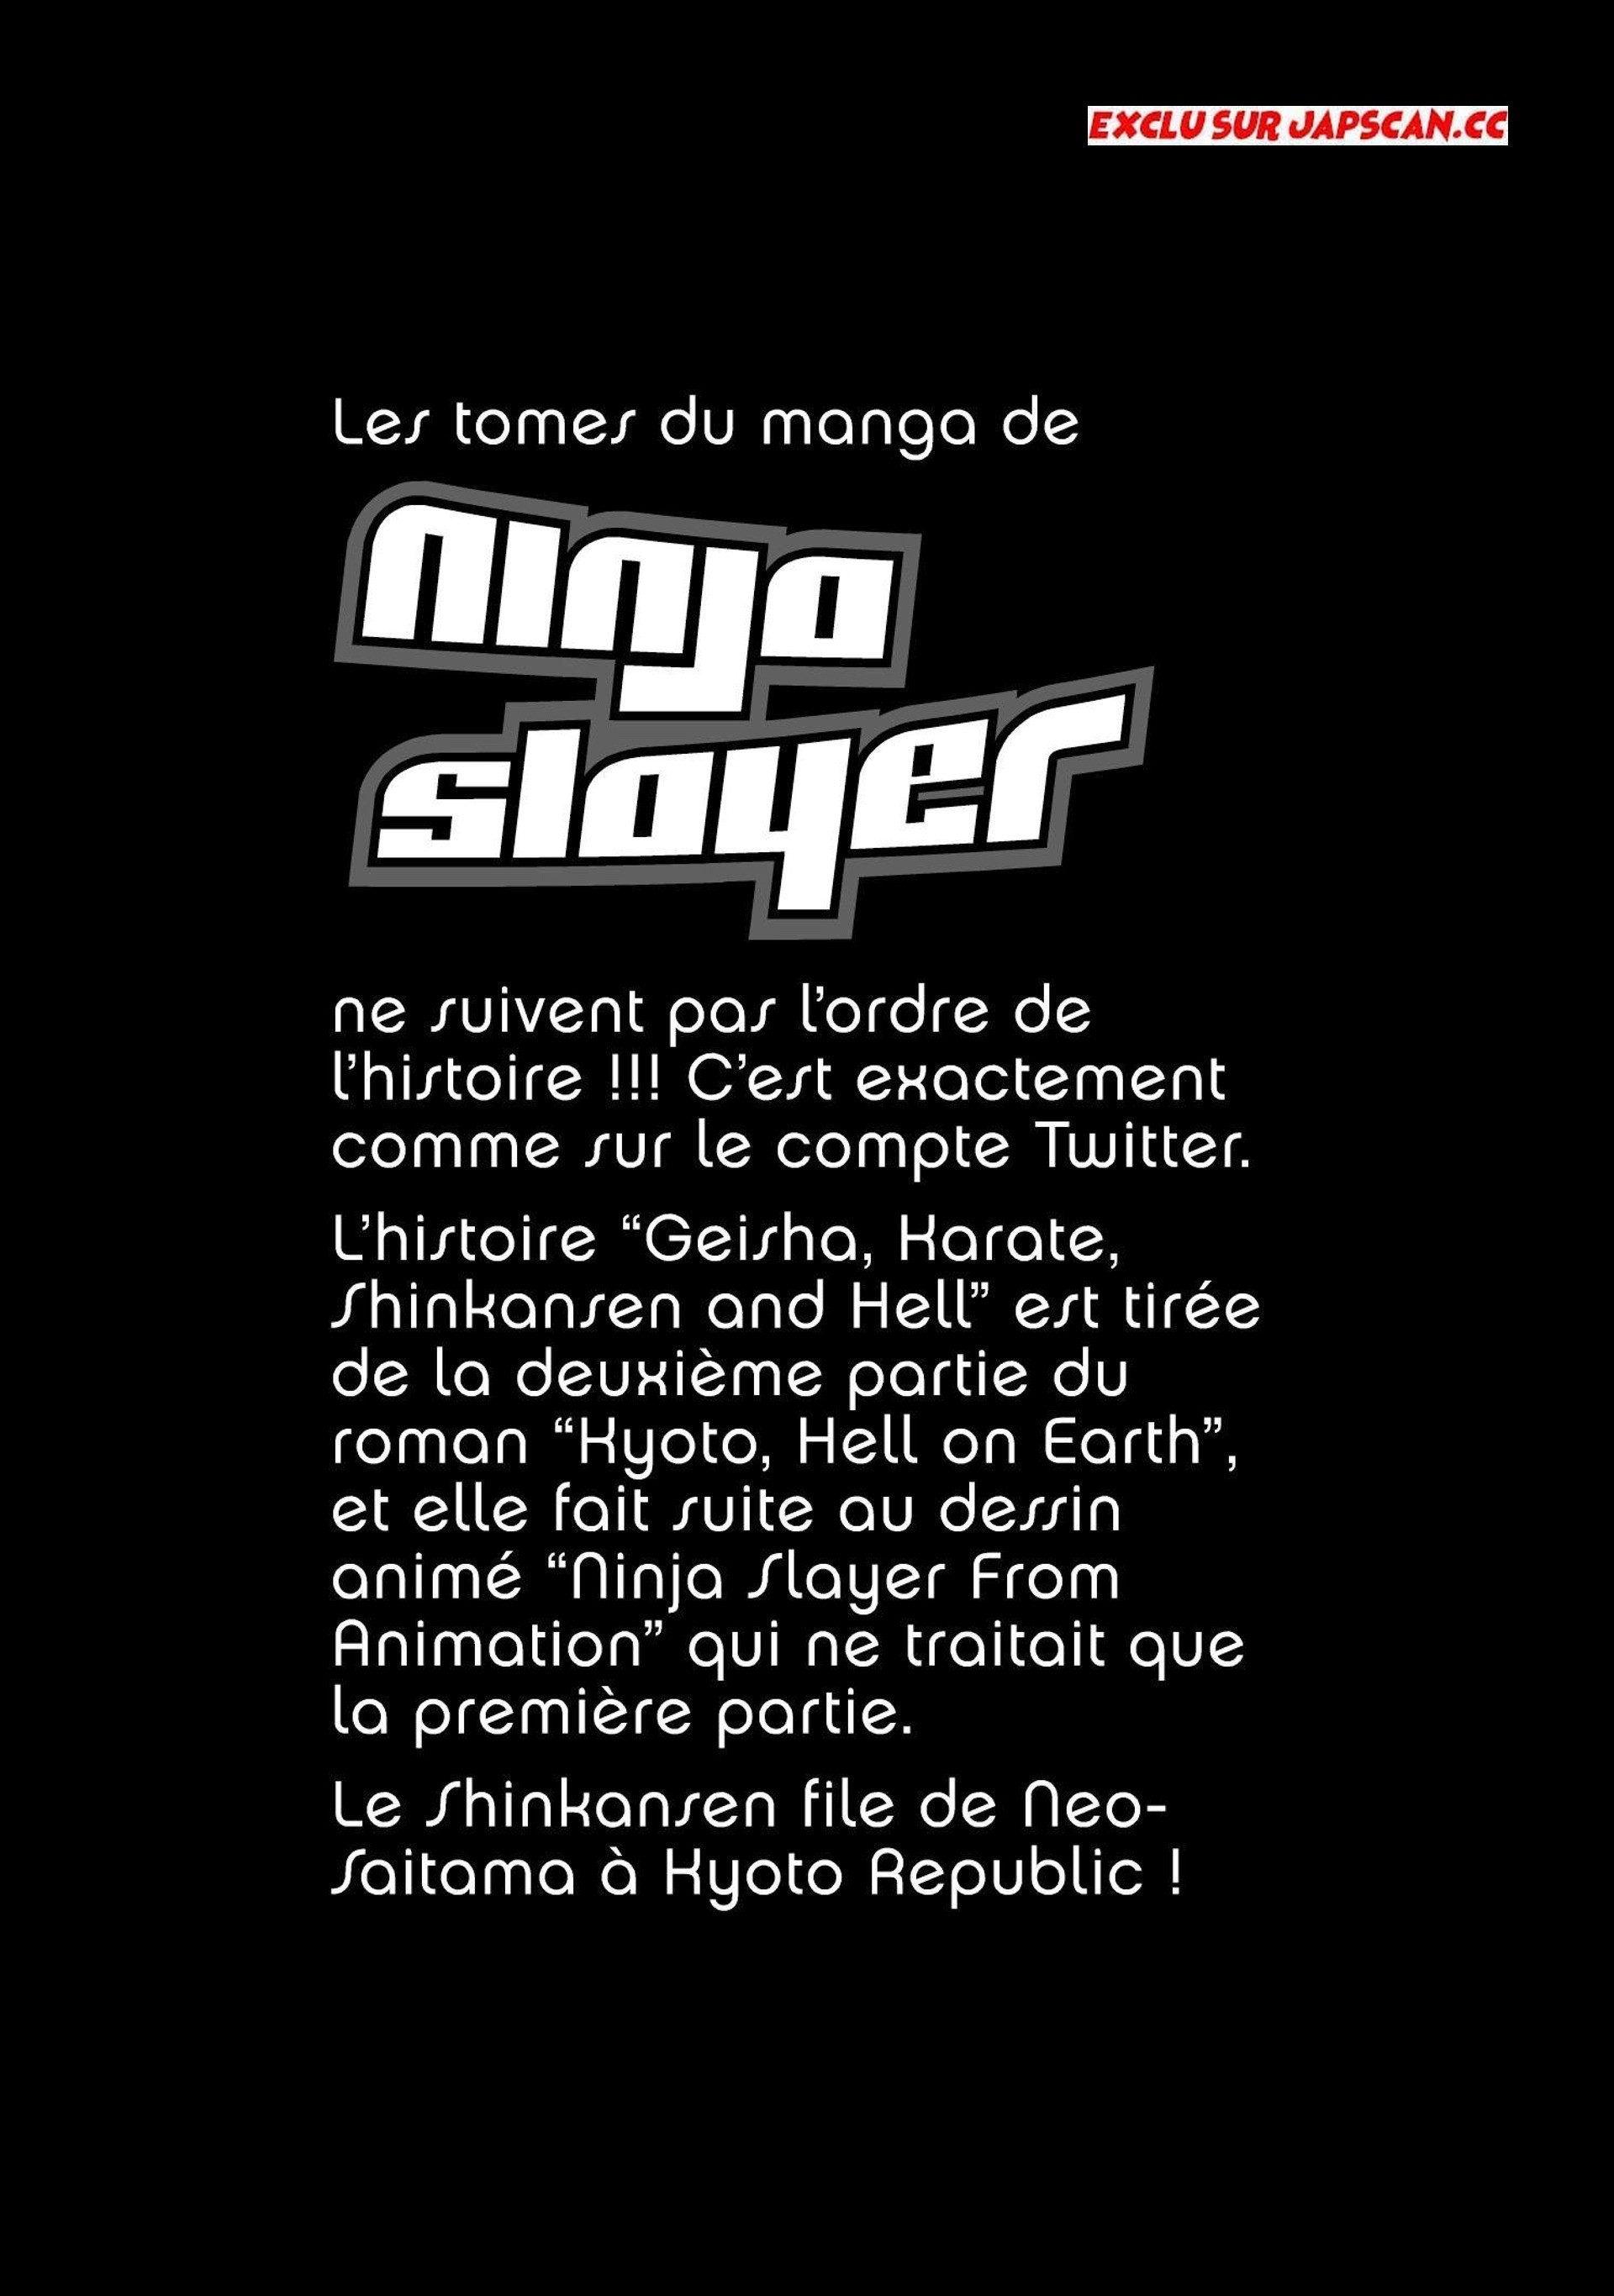 EXCLU SUR JAPSCAN.CC
Les tomes du manga de
ninja
slayer
ne suivent pas l’ordre de
l’histoire !!! C’est exactement
comme sur le compte Twitter.
L’histoire “Geisha, Karate,
Shinkansen and Hell” est tirée
de la deuxième partie du
roman “Kyoto, Hell on Earth”,
et elle fait suite au dessin
animé “Ninja Slayer From
Animation” qui ne traitait que
la première partie.
Le Shinkansen file de Neo-
Saitama à Kyoto Republic !